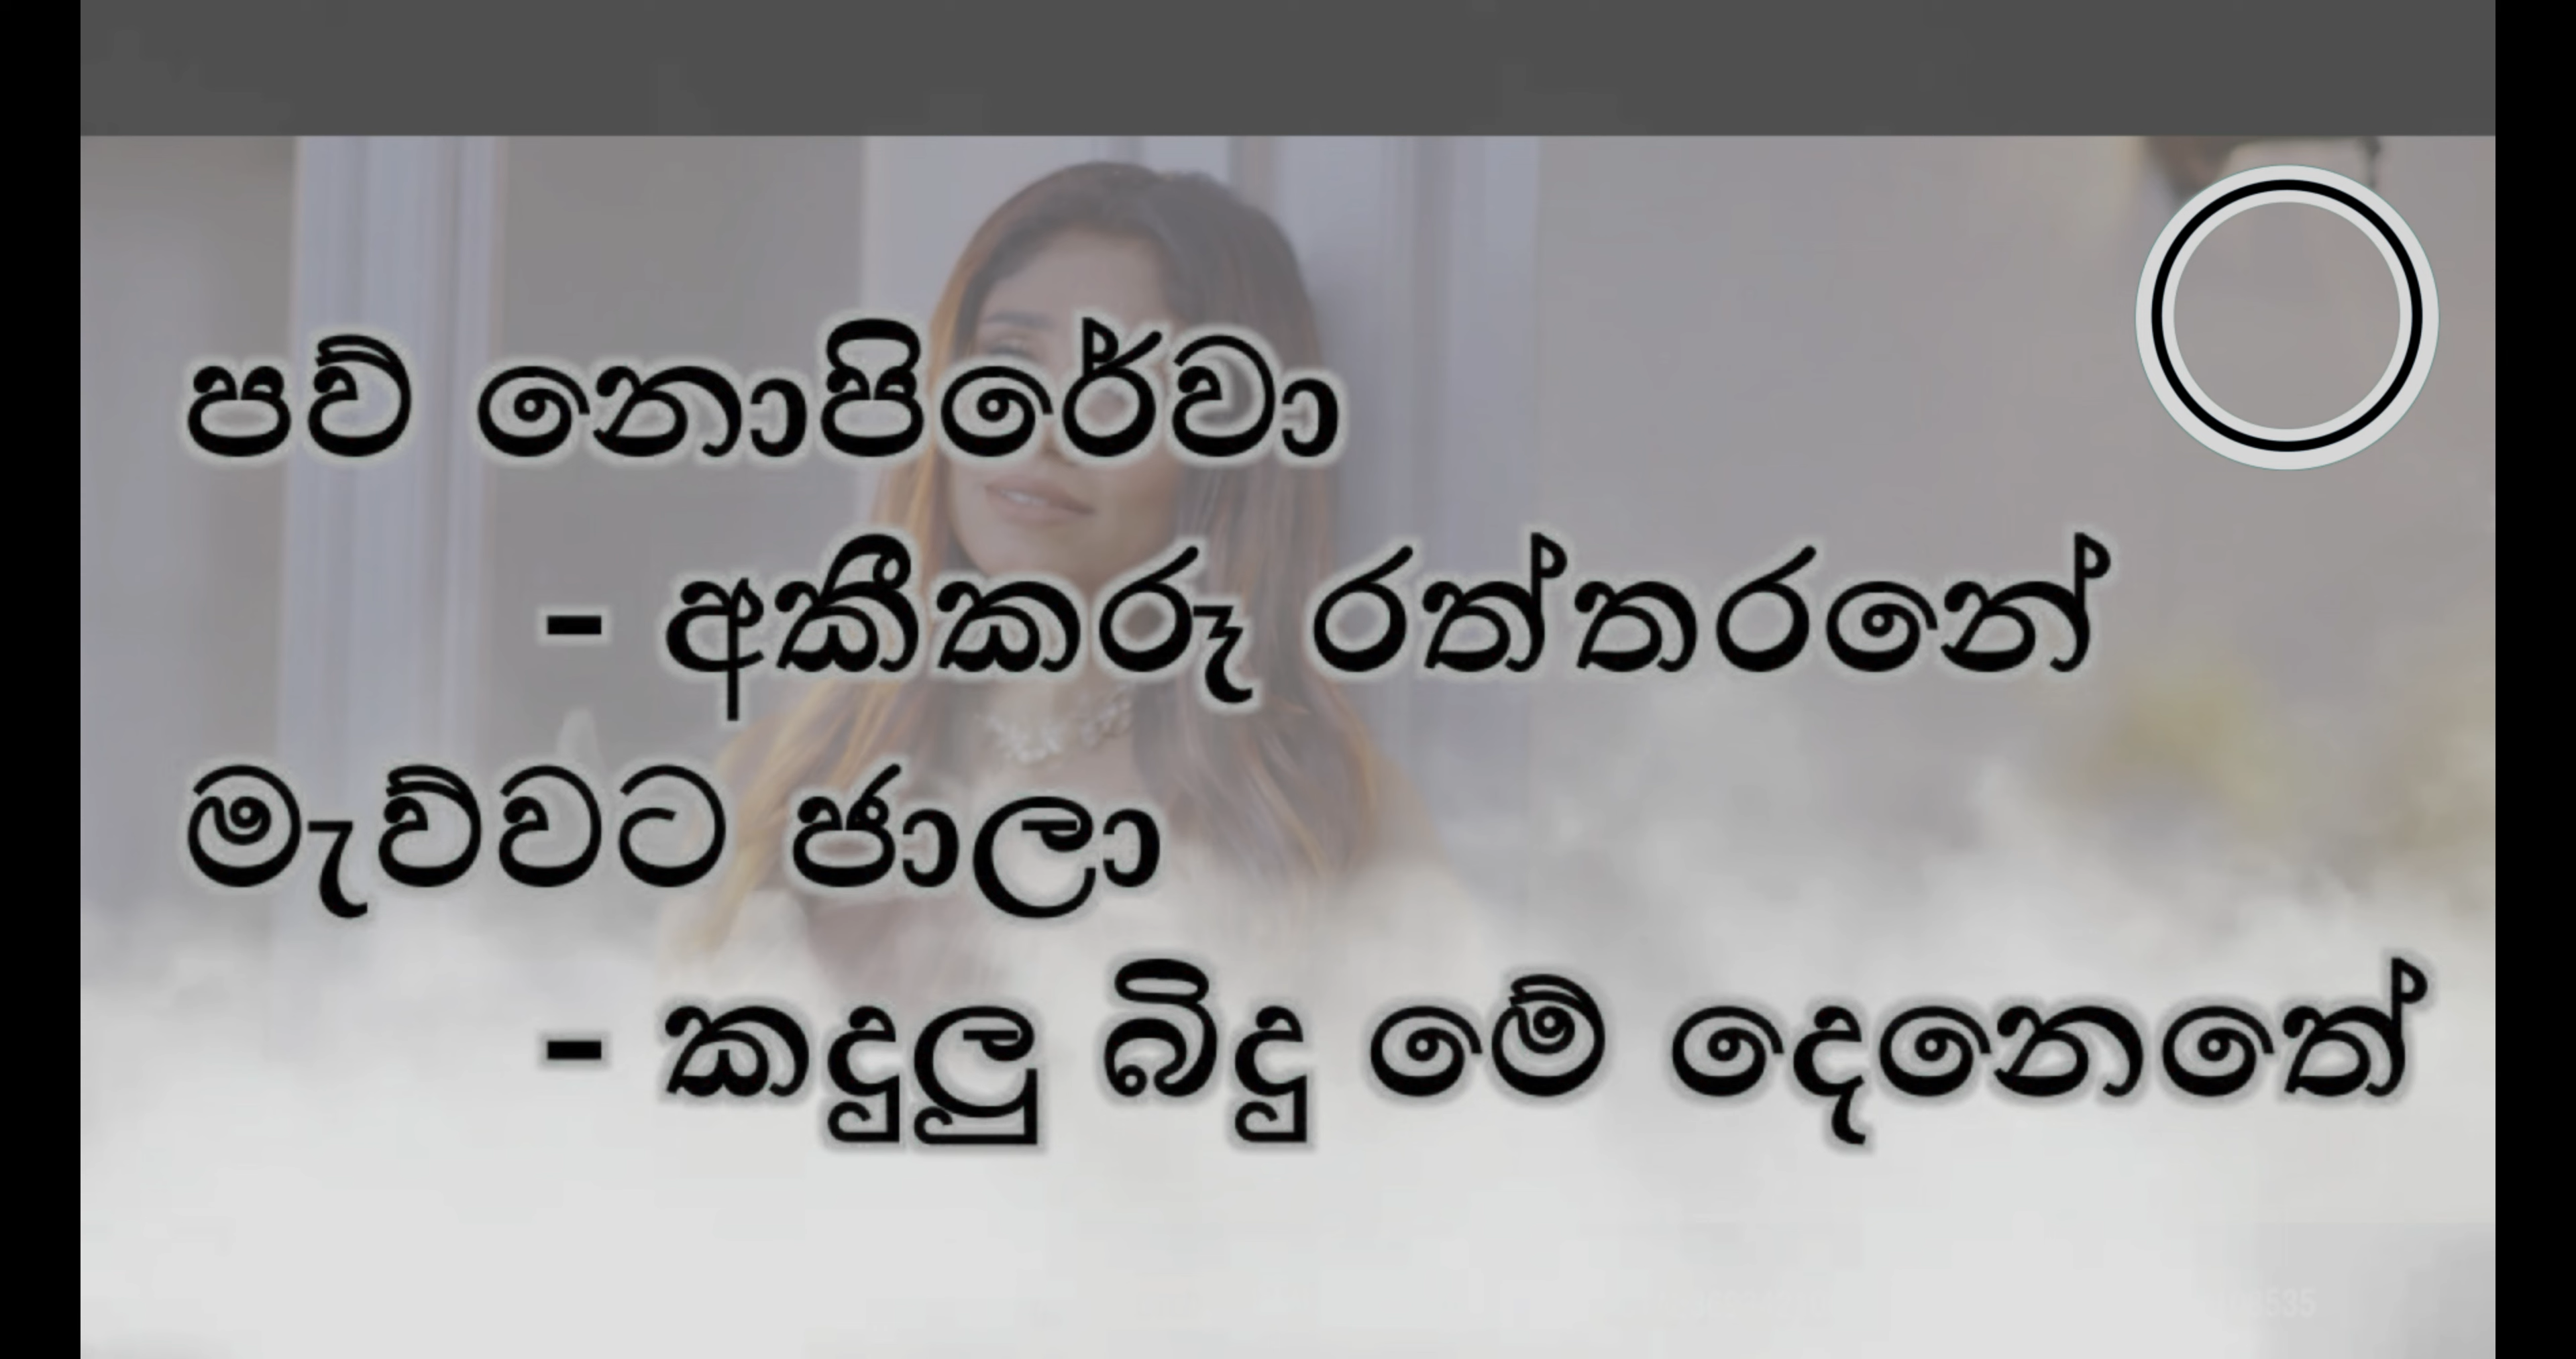 පව් නොපිරේවා
- අකීකරූ රත්තරනේ
මැව්වට ජාලා
- කඳුලු බිඳු මේ දෙනෙතේ